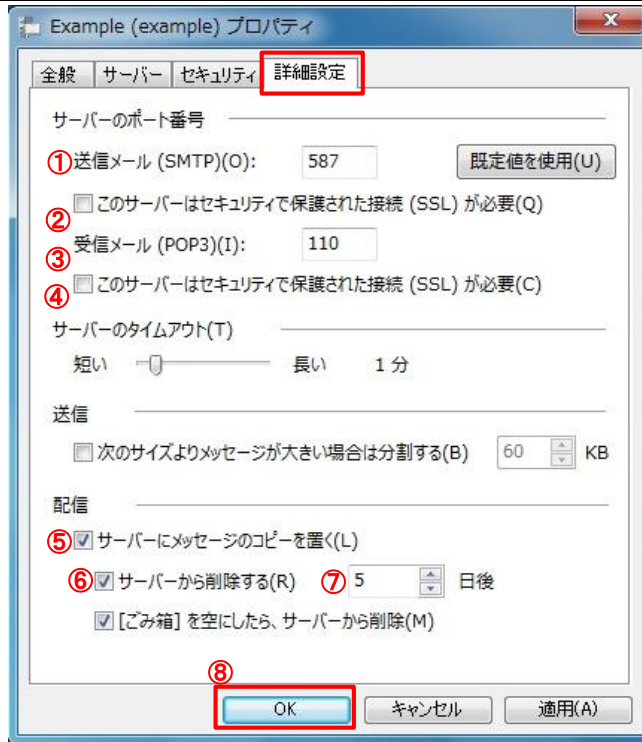 Example (example) プロパティ
全般 サーバー セキュリティ 詳細設定
サーバーのポート番号
①送信メール (SMTP)(O): 587 既定値を使用(U)
② このサーバーはセキュリティで保護された接続 (SSL) が必要(Q)
③ 受信メール (POP3)(I): 110
④ このサーバーはセキュリティで保護された接続 (SSL) が必要(C)
サーバーのタイムアウト(T)
短い 長い 1 分
送信
次のサイズよりメッセージが大きい場合は分割する(B) 60 KB
配信
⑤ サーバーにメッセージのコピーを置く(L)
⑥ サーバーから削除する(R) ⑦ 5 日後
[ごみ箱] を空にしたら、サーバーから削除(M)
⑧
OK キャンセル 適用(A)